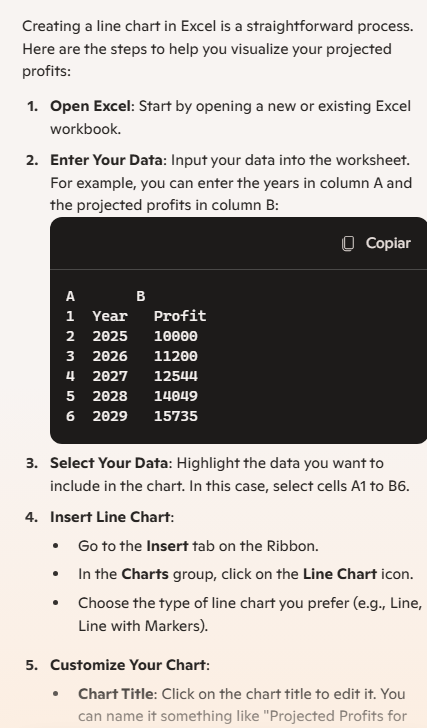 Creating a line chart in Excel is a straightforward process.
Here are the steps to help you visualize your projected
profits:
1. Open Excel: Start by opening a new or existing Excel
workbook.
2. Enter Your Data: Input your data into the worksheet.
For example, you can enter the years in column A and
the projected profits in column B:
Copiar
A B
1 Year Profit
2 2025 10000
3 2026 11200
4 2027 12544
5 2028 14049
6 2029 15735
3. Select Your Data: Highlight the data you want to
include in the chart. In this case, select cells A1 to B6.
4. Insert Line Chart:
• Go to the Insert tab on the Ribbon.
• In the Charts group, click on the Line Chart icon.
• Choose the type of line chart you prefer (e.g., Line,
Line with Markers).
5. Customize Your Chart:
• Chart Title: Click on the chart title to edit it. You
can name it something like "Projected Profits for